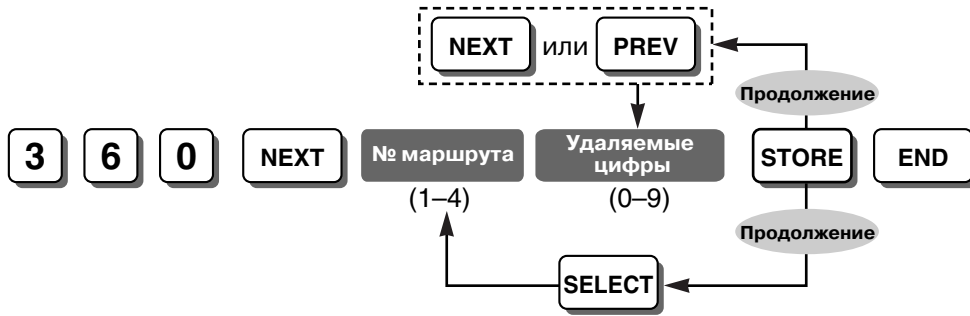 NEXT или PREV
Продолжение
3 6 0 NEXT № маршрута Удаляемые цифры STORE END
(1–4) (0–9)
Продолжение
SELECT